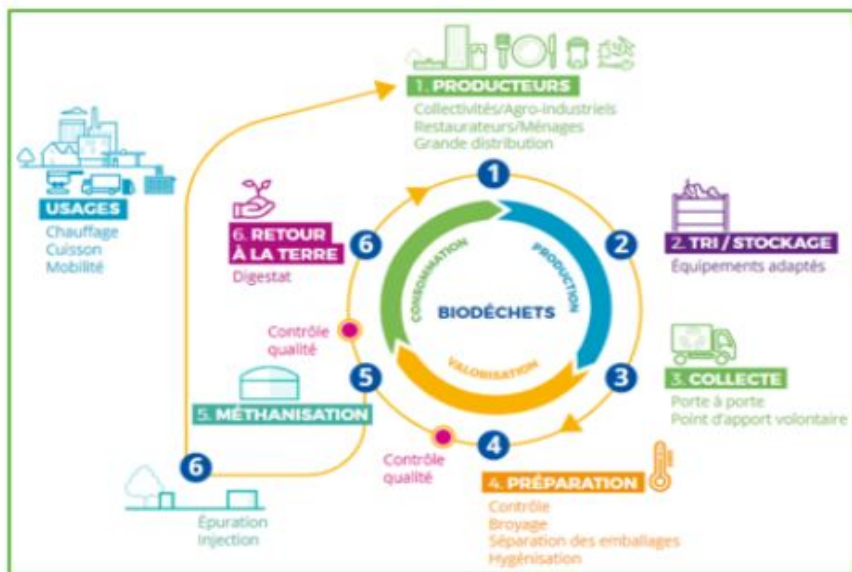 1. PRODUCTEURS
Collectivités/Agro-industriels
Restaurateurs/Ménages
Grande distribution
1
2
2. TRI / STOCKAGE
Équipements adaptés
3
3. COLLECTE
Porte à porte
Point d'apport volontaire
4
4. PRÉPARATION
Contrôle
Broyage
Séparation des emballages
Hygénisation
Contrôle
qualité
5
5. MÉTHANISATION
Contrôle
qualité
6
6. RETOUR
À LA TERRE
Digestat
6
Épuration
Injection
USAGES
Chauffage
Cuisson
Mobilité
BIODÉCHETS
CONSOMMATION
PRODUCTION
VALORISATION